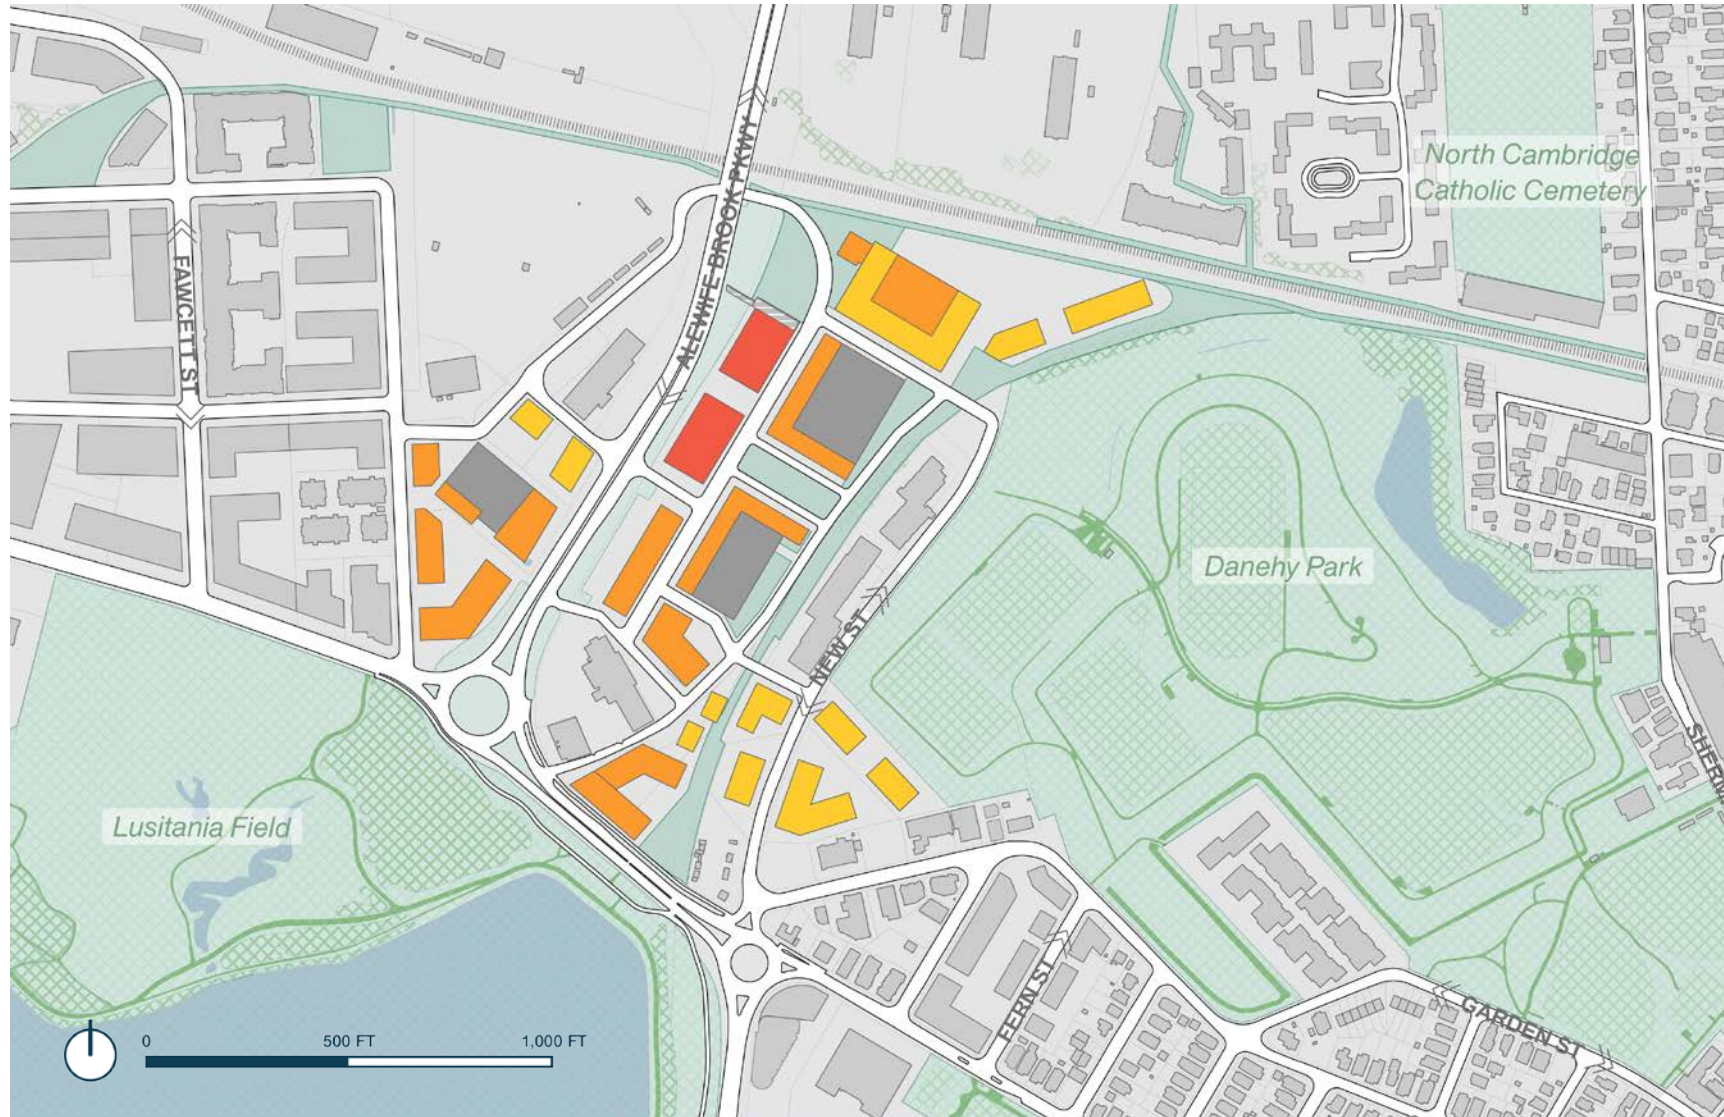 North Cambridge
Catholic Cemetery
ALEWIFE BROOK PKWY
FAWCETT ST
Danehy Park
NEW ST
SHERM
Lusitania Field
FERN ST
GARDEN ST
0 500 FT 1,000 FT